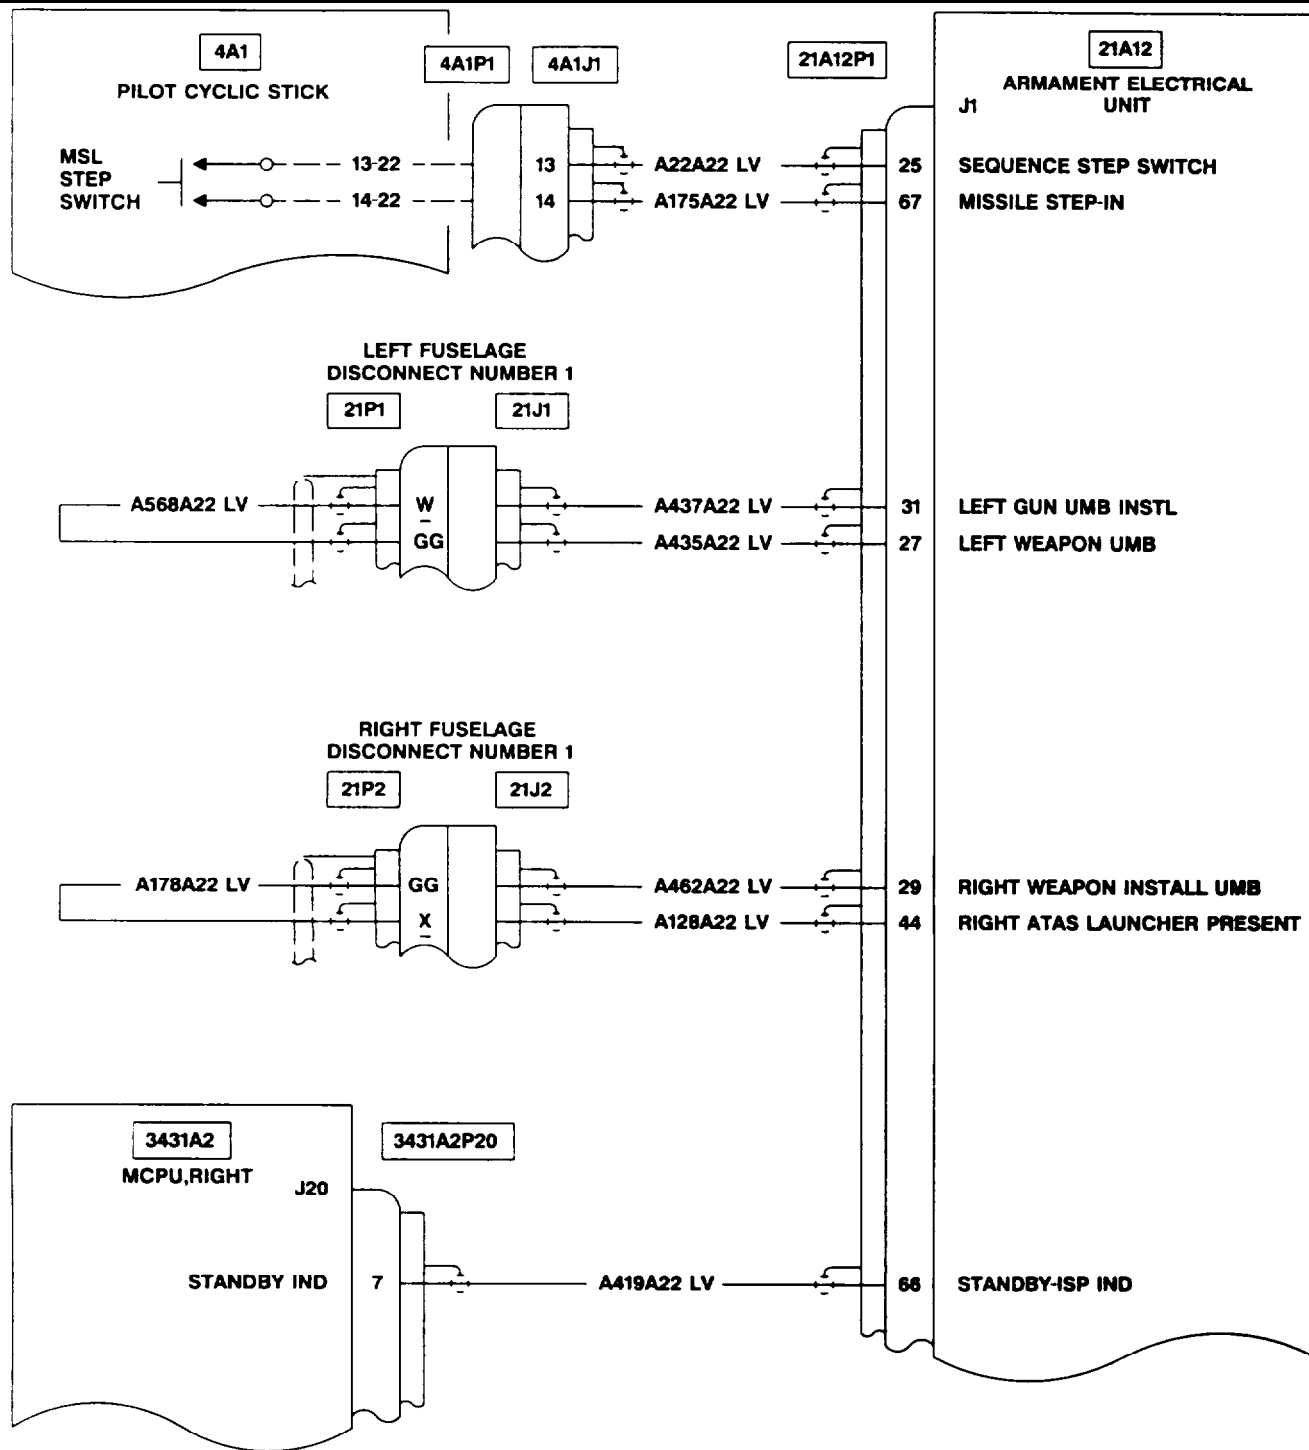 4A1
PILOT CYCLIC STICK
4A1P1
4A1J1
21A12P1
21A12
ARMAMENT ELECTRICAL
UNIT
J1
MSL
STEP
SWITCH
13-22
13
A22A22 LV
25
SEQUENCE STEP SWITCH
14-22
14
A175A22 LV
67
MISSILE STEP-IN
LEFT FUSELAGE
DISCONNECT NUMBER 1
21P1
21J1
A568A22 LV
W
A437A22 LV
31
LEFT GUN UMB INSTL
GG
A435A22 LV
27
LEFT WEAPON UMB
RIGHT FUSELAGE
DISCONNECT NUMBER 1
21P2
21J2
A178A22 LV
GG
A462A22 LV
29
RIGHT WEAPON INSTALL UMB
X
A128A22 LV
44
RIGHT ATAS LAUNCHER PRESENT
3431A2
MCPU,RIGHT
3431A2P20
J20
STANDBY IND
7
A419A22 LV
66
STANDBY-ISP IND